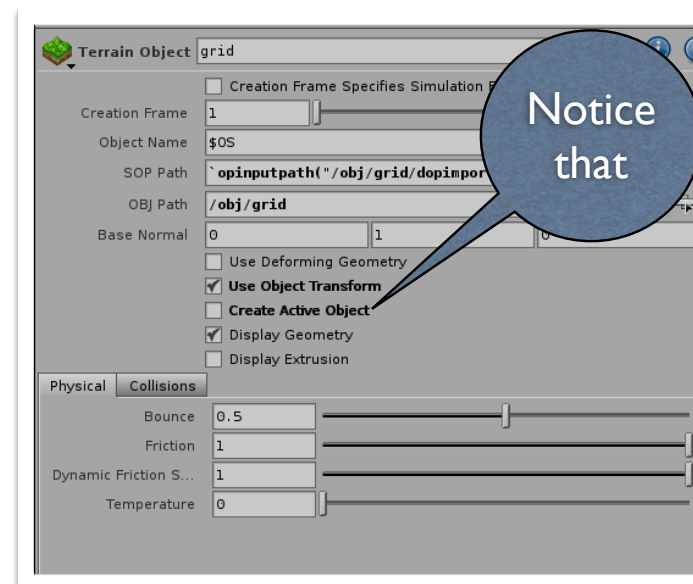 Terrain Object grid
Creation Frame Specifies Simulation
Creation Frame 1
Object Name $OS
SOP Path `opinputpath("/obj/grid/dopimpor
OBJ Path /obj/grid
Base Normal 0 1 0
Use Deforming Geometry
Use Object Transform
Create Active Object
Display Geometry
Display Extrusion
Notice
that
Physical Collisions
Bounce 0.5
Friction 1
Dynamic Friction S...
1
Temperature 0